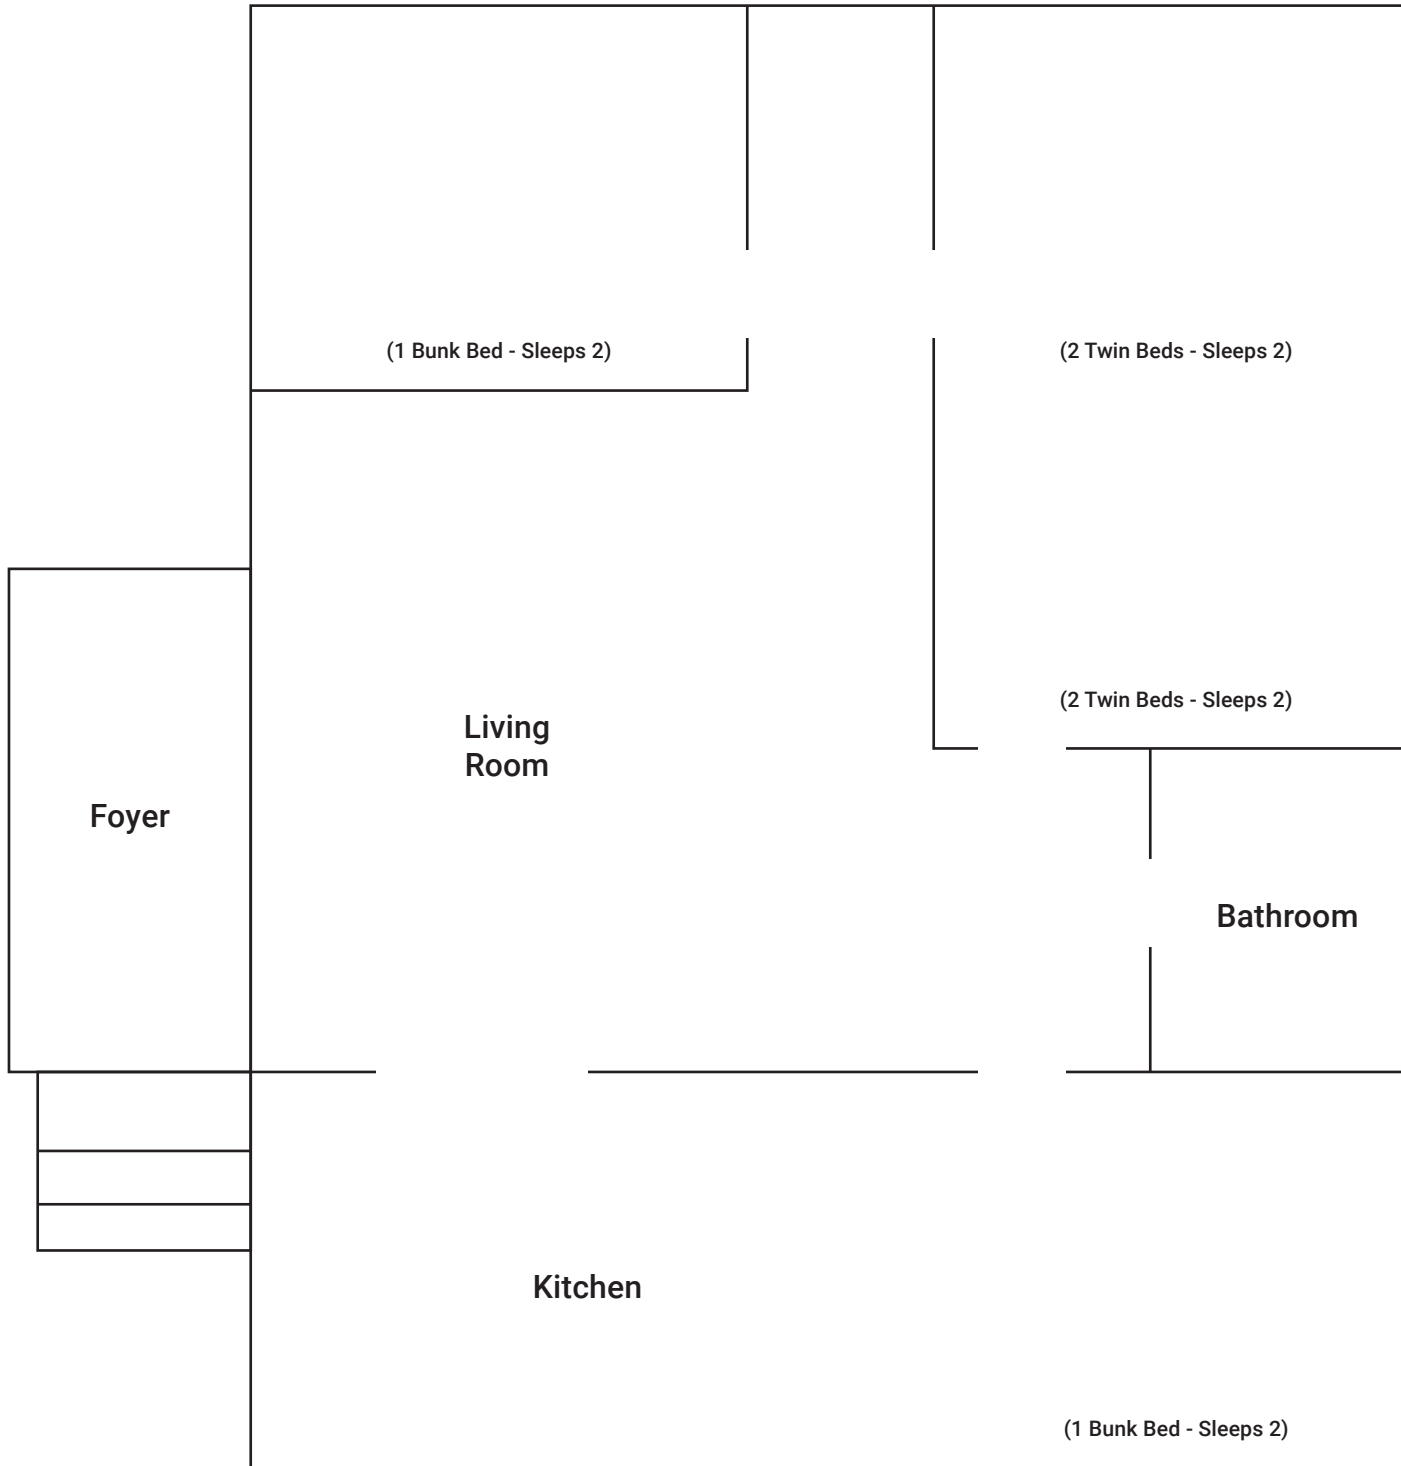 (1 Bunk Bed - Sleeps 2)
(2 Twin Beds - Sleeps 2)
(2 Twin Beds - Sleeps 2)
Living
Room
Foyer
Bathroom
Kitchen
(1 Bunk Bed - Sleeps 2)